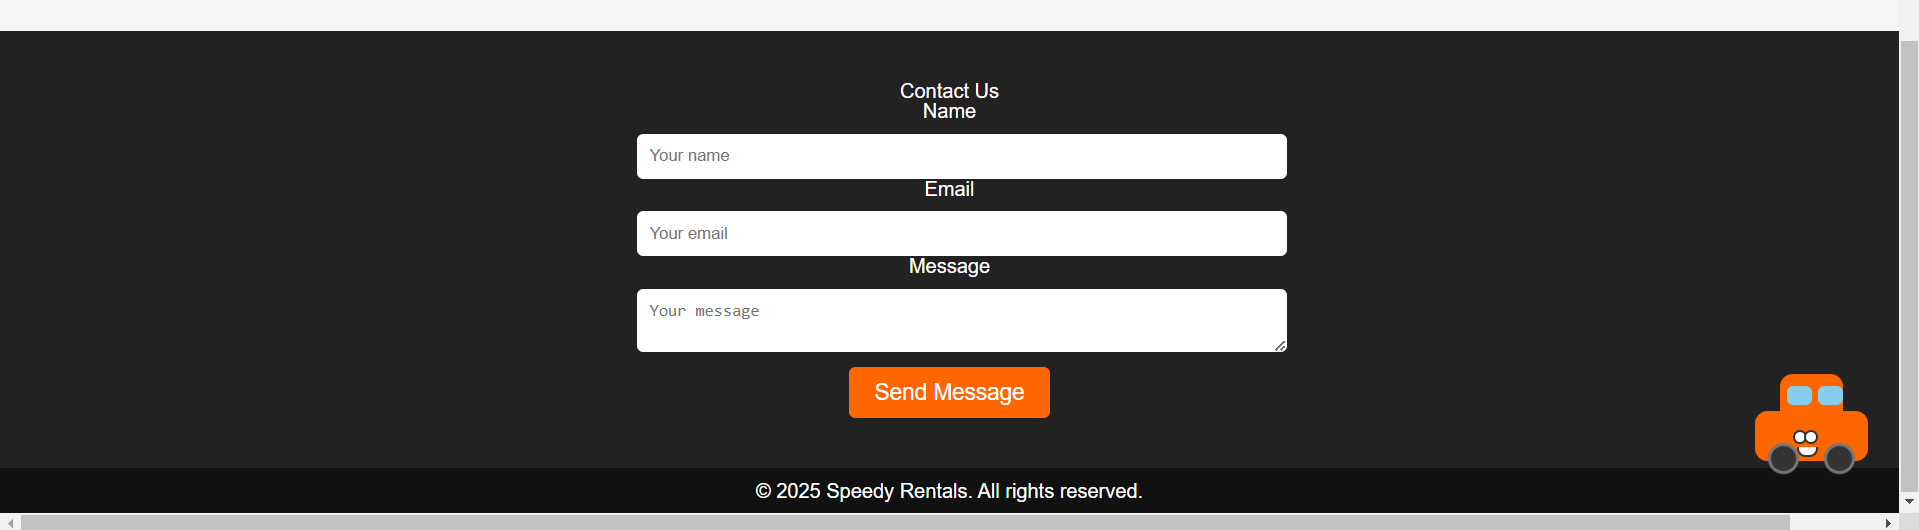 Contact Us
Name
Your name
Email
Your email
Message
Your message
Send Message
© 2025 Speedy Rentals. All rights reserved.